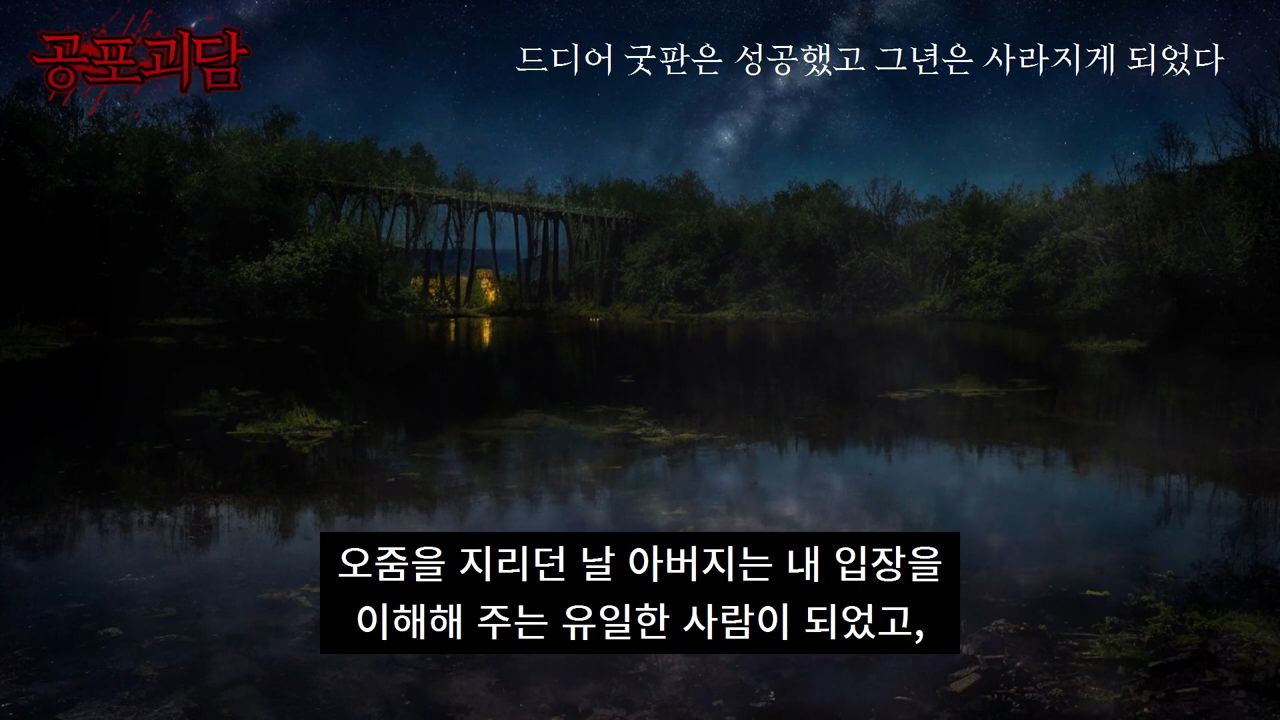 공포괴담
드디어 굿판은 성공했고 그년은 사라지게 되었다
오줌을 지리던 날 아버지는 내 입장을
이해해 주는 유일한 사람이 되었고,